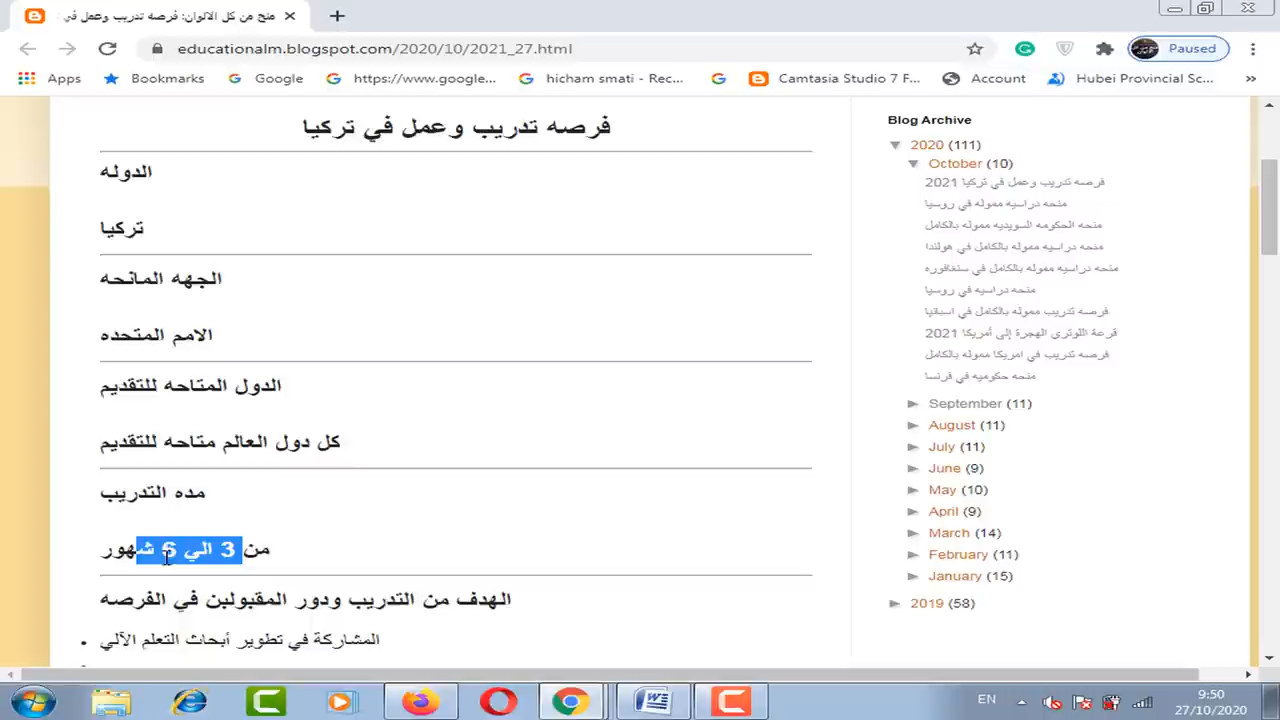 منح من كل الالوان: فرصه تدريب وعمل في
educationalm.blogspot.com/2020/10/2021_27.html
Paused
Apps
Bookmarks
Google
https://www.google...
hicham smati - Rec...
Camtasia Studio 7 F...
Account
Hubei Provincial Sc...
»
فرصه تدريب وعمل في تركيا
الدوله
تركيا
الجهه المانحه
الامم المتحده
الدول المتاحه للتقديم
كل دول العالم متاحه للتقديم
مده التدريب
من 3 الي 6 شهور
الهدف من التدريب ودور المقبولين في الفرصه
المشاركة في تطوير أبحاث التعلم الآلي
Blog Archive
▼ 2020 (111)
▼ October (10)
فرصه تدريب وعمل في تركيا 2021
منحه دراسيه مموله في روسيا
منحه الحكومه السويديه مموله بالكامل
منحه دراسيه مموله بالكامل في هولندا
منحه دراسيه مموله بالكامل في سنغافوره
منحه دراسيه في روسيا
فرصه تدريب مموله بالكامل في اسبانيا
قرعة اللوتري الهجرة إلى أمريكا 2021
فرصه تدريب في امريكا مموله بالكامل
منحه حكوميه في فرنسا
► September (11)
► August (11)
► July (11)
► June (9)
► May (10)
► April (9)
► March (14)
► February (11)
► January (15)
► 2019 (58)
EN
9:50
27/10/2020